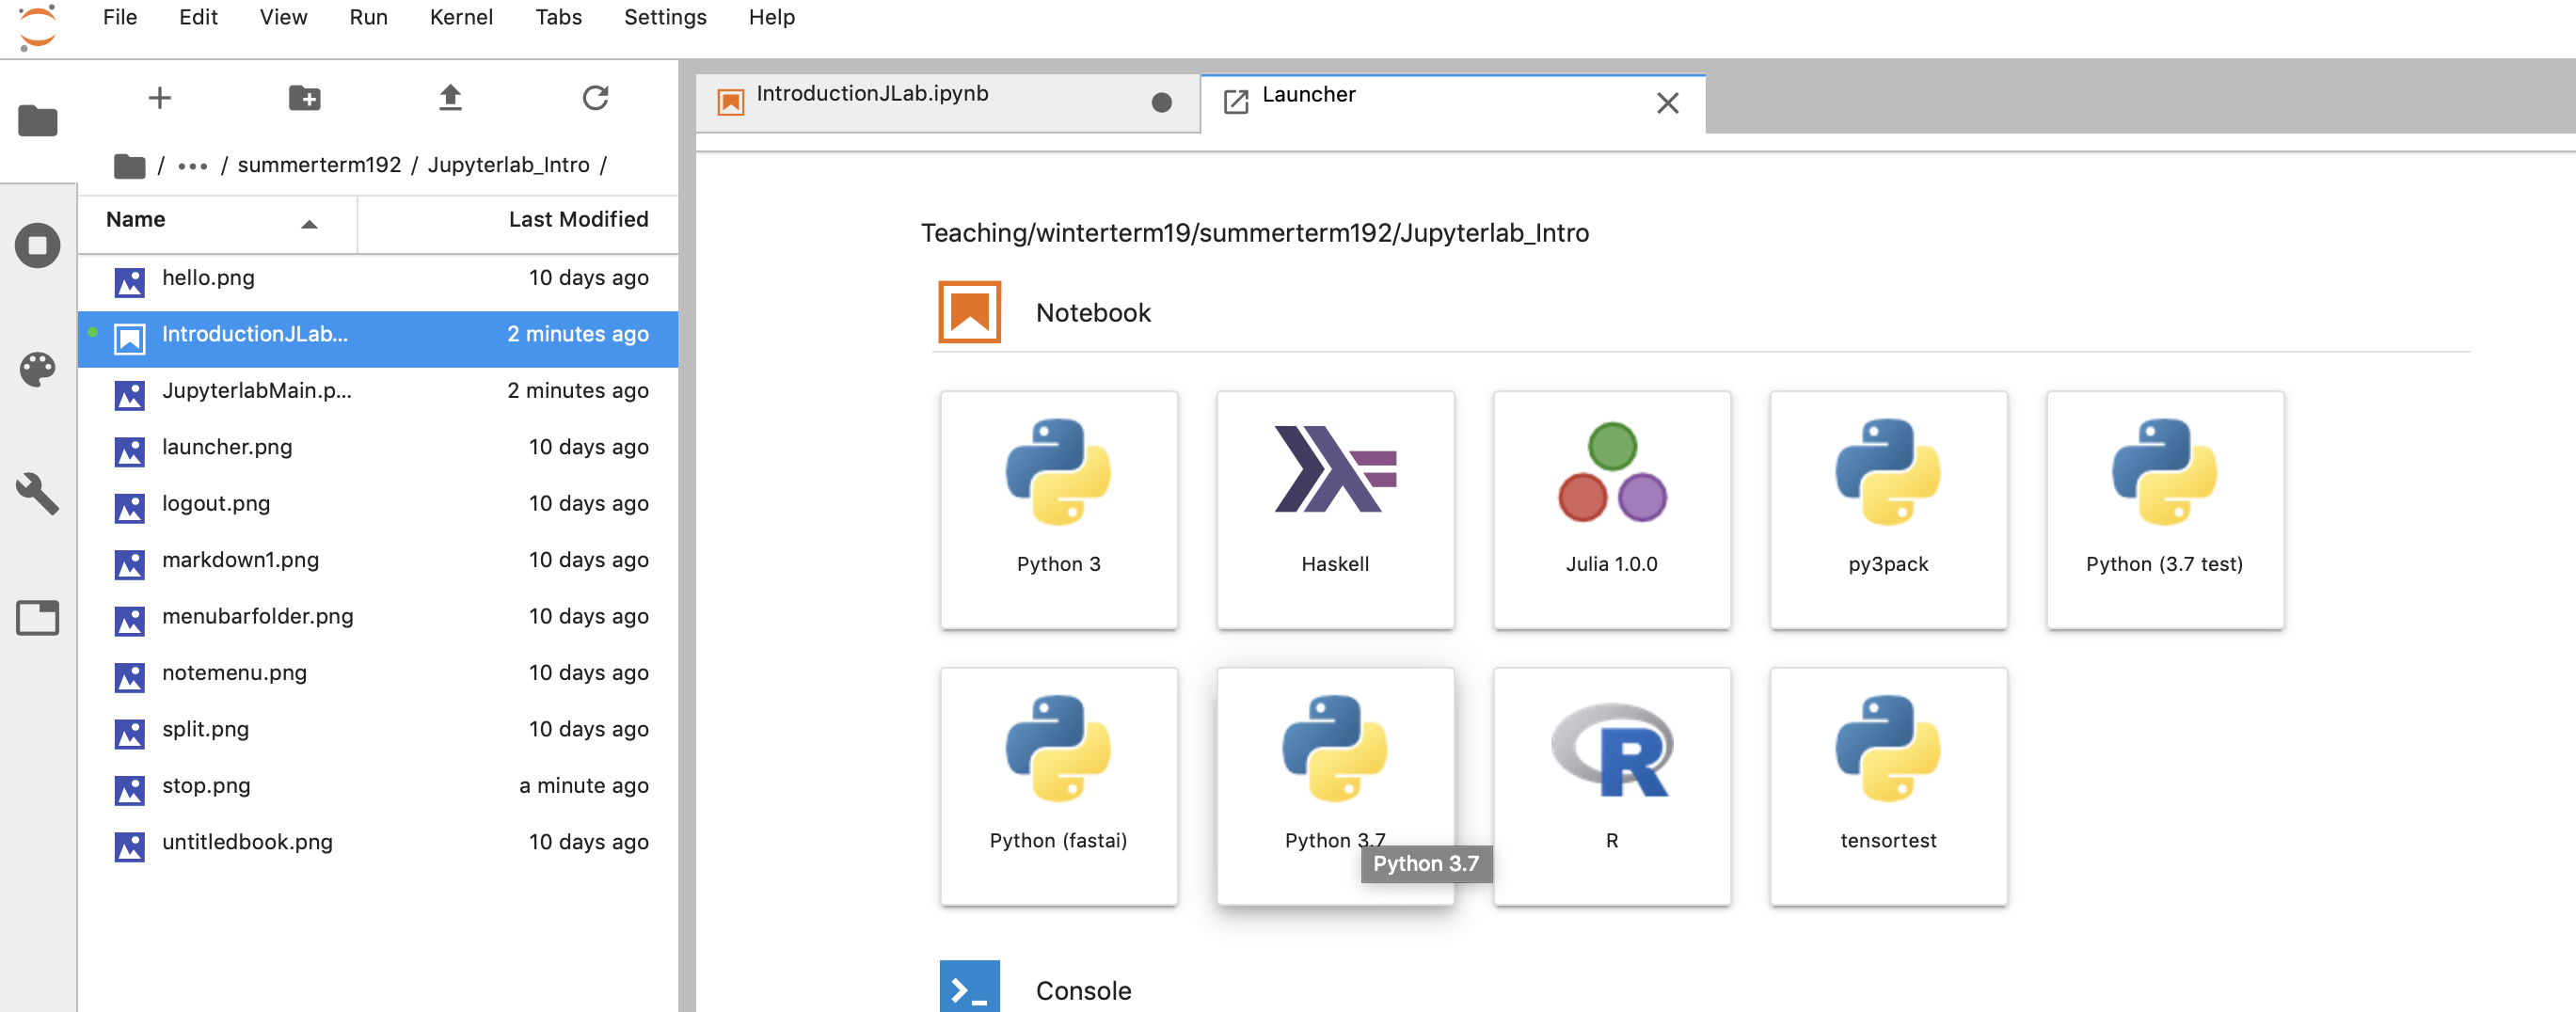 File Edit View Run Kernel Tabs Settings Help
/ ••• / summerterm192 / Jupyterlab_Intro /
Name Last Modified
hello.png 10 days ago
IntroductionJLab... 2 minutes ago
JupyterlabMain.p... 2 minutes ago
launcher.png 10 days ago
logout.png 10 days ago
markdown1.png 10 days ago
menubarfolder.png 10 days ago
notemenu.png 10 days ago
split.png 10 days ago
stop.png a minute ago
untitledbook.png 10 days ago
IntroductionJLab.ipynb Launcher
Teaching/winterterm19/summerterm192/Jupyterlab_Intro
Notebook
Python 3 Haskell Julia 1.0.0 py3pack Python (3.7 test)
Python (fastai) Python 3.7 R tensortest
Python 3.7
Console